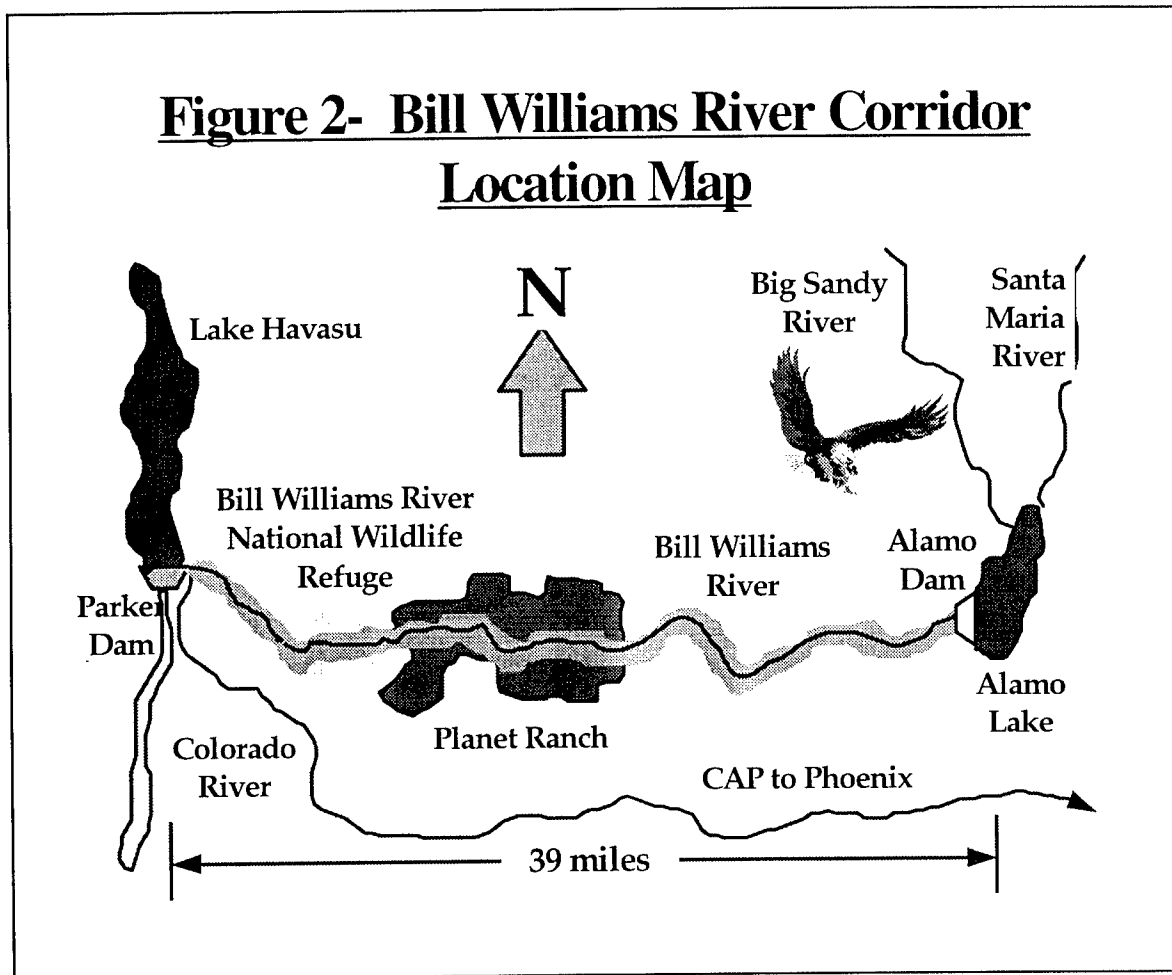 Figure 2- Bill Williams River Corridor
Location Map
Lake Havasu
N
Big Sandy
River
Santa
Maria
River
Bill Williams River
National Wildlife
Refuge
Bill Williams
River
Alamo
Dam
Parker
Dam
Planet Ranch
Alamo
Lake
Colorado
River
CAP to Phoenix
39 miles